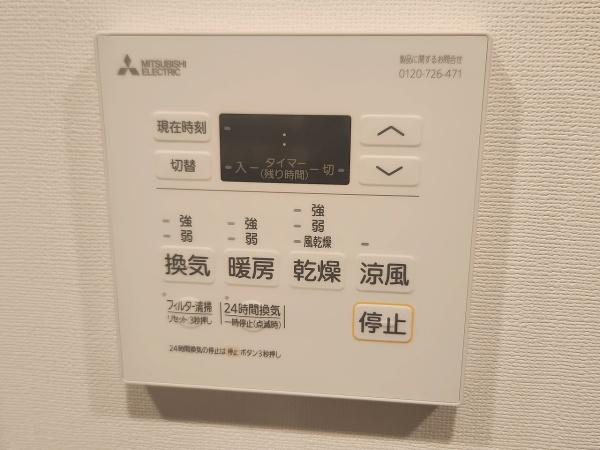 MITSUBISHI
ELECTRIC
製品に関するお問合せ
0120-726-471
現在時刻
:
切替
入 タイマー 切
(残り時間)
強
弱
換気
強
弱
暖房
強
弱
風乾燥
乾燥
涼風
フィルター清掃
リセット3秒押し
24時間換気
一時停止(点滅時)
停止
24時間換気の停止は 停止 ボタン3秒押し